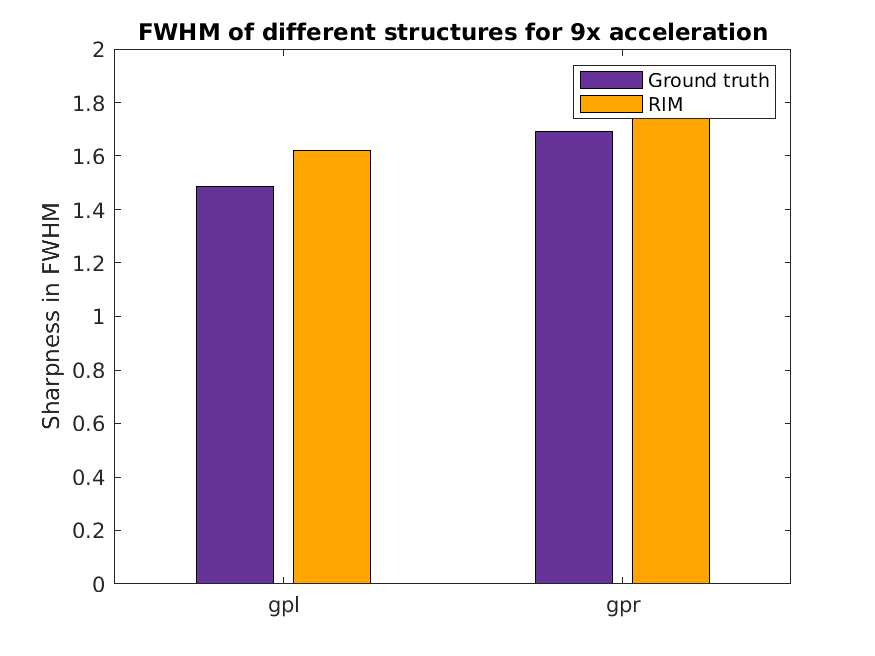 FWHM of different structures for 9x acceleration
2
1.8
1.6
1.4
1.2
1
0.8
0.6
0.4
0.2
0
Sharpness in FWHM
Ground truth
RIM
gpl
gpr